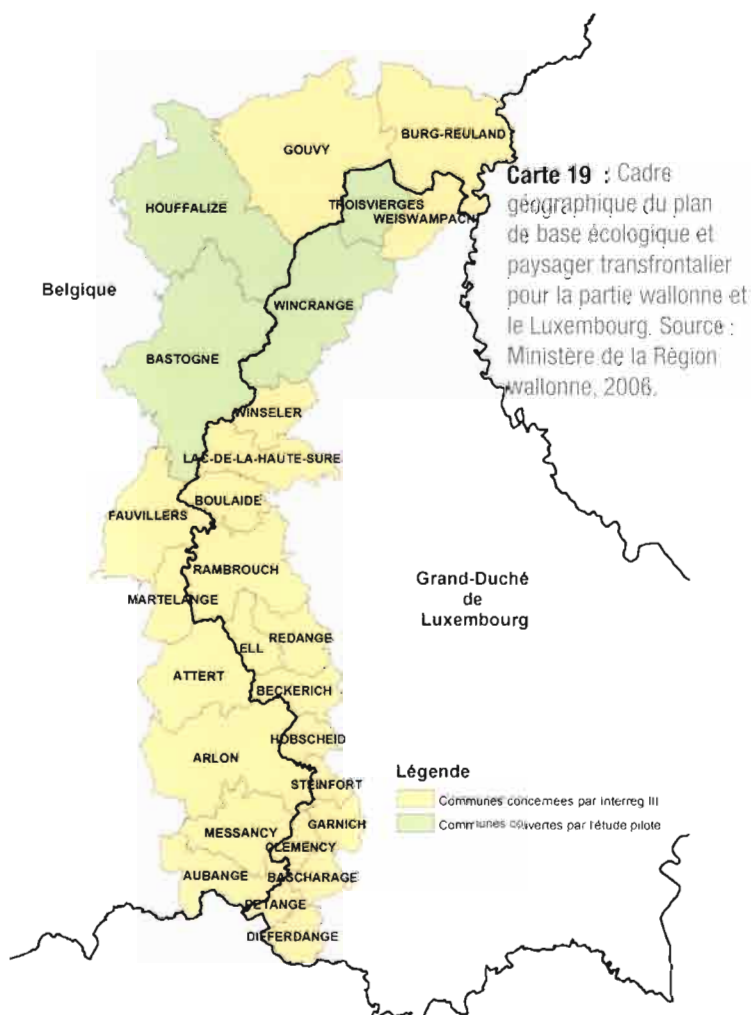 GOUVY
BURG-REULAND
Carte 19 : Cadre
géographique du plan
de base écologique et
paysager transfrontalier
pour la partie wallonne et
le Luxembourg. Source :
Ministère de la Région
wallonne, 2006.
HOUFFALIZE
TROISVIERGES
WEISWAMPACH
Belgique
WINCRANGE
BASTOGNE
WINSELER
LAC-DE-LA-HAUTE-SURE
BOULAIDE
FAUVILLERS
RAMBROUCH
MARTELANGE
Grand-Duché
de
Luxembourg
ELL
REDANGE
ATTERT
BECKERICH
HOBSCHEID
ARLON
STEINFORT
Légende
Communes concernées par Interreg III
Communes couvertes par l'étude pilote
GARNICH
MESSANCY
CLEMENCY
AUBANGE
BASCHARAGE
PETANGE
DIFFERDANGE